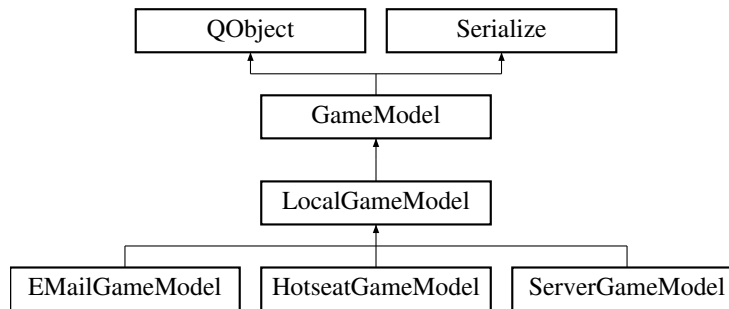 QObject Serialize
GameModel
LocalGameModel
EMailGameModel HotseatGameModel ServerGameModel